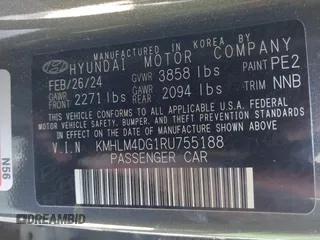 MANUFACTURED IN KOREA BY
HYUNDAI MOTOR COMPANY
FEB/26/24 GVWR 3858 lbs PAINT PE2
GAWR FRONT 2271 lbs GAWR REAR 2094 lbs TRIM NNB
THIS VEHICLE CONFORMS TO ALL APPLICABLE U.S.
FEDERAL MOTOR VEHICLE SAFETY, BUMPER, AND THEFT PREVENTION STANDARDS
IN EFFECT ON THE DATE OF MANUFACTURE SHOWN ABOVE.
V.I.N KMHLM4DG1RU755188
PASSENGER CAR
N56
DREAMBID